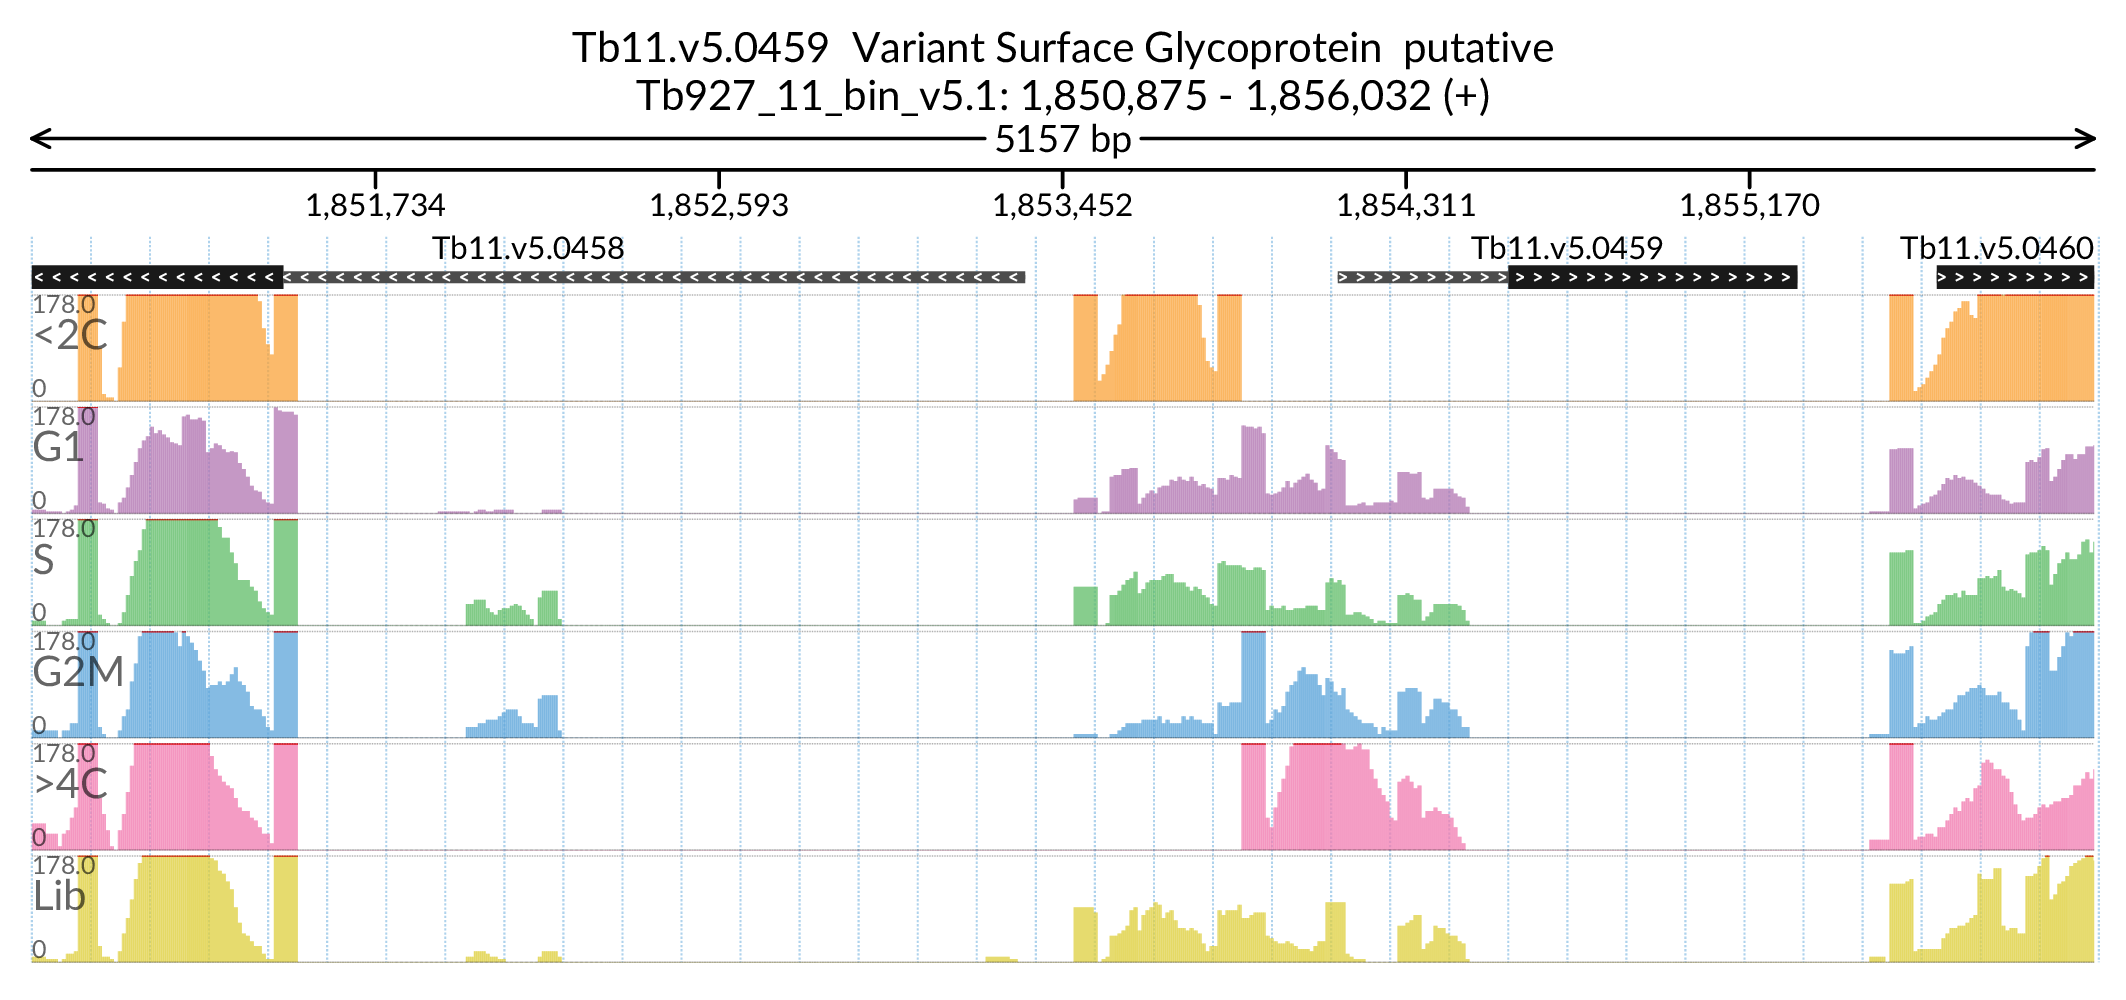 Tb11.v5.0459 Variant Surface Glycoprotein putative
Tb927_11_bin_v5.1: 1,850,875 - 1,856,032 (+)
5157 bp
1,851,734 1,852,593 1,853,452 1,854,311 1,855,170
Tb11.v5.0458 Tb11.v5.0459 Tb11.v5.0460
178.0
<2C
0
178.0
G1
0
178.0
S
0
178.0
G2M
0
178.0
>4C
0
178.0
Lib
0